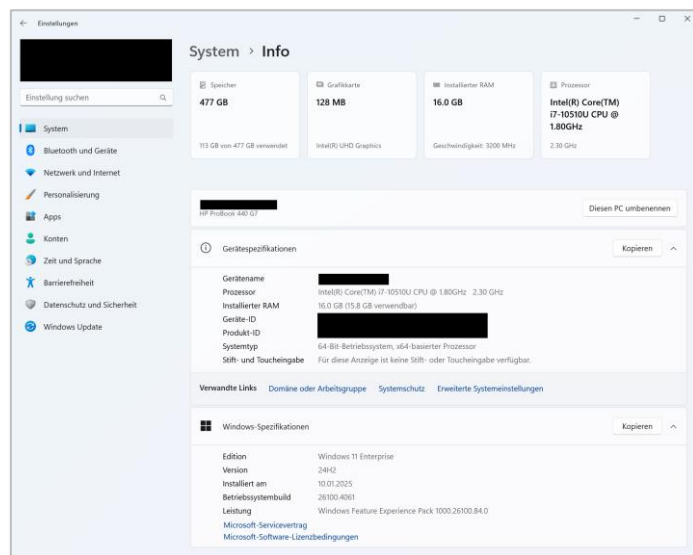 Einstellungen
System > Info
Einstellung suchen
System
Bluetooth und Geräte
Netzwerk und Internet
Personalisierung
Apps
Konten
Zeit und Sprache
Barrierefreiheit
Datenschutz und Sicherheit
Windows Update
Speicher
477 GB
113 GB von 477 GB verwendet
Grafikkarte
128 MB
Intel(R) UHD Graphics
Installierter RAM
16.0 GB
Geschwindigkeit: 3200 MHz
Prozessor
Intel(R) Core(TM)
i7-10510U CPU @
1.80GHz
2.30 GHz
HP ProBook 440 G7
Diesen PC umbenennen
Gerätespezifikationen
Kopieren
Gerätename
Prozessor Intel(R) Core(TM) i7-10510U CPU @ 1.80GHz 2.30 GHz
Installierter RAM 16.0 GB (15.8 GB verwendbar)
Geräte-ID
Produkt-ID
Systemtyp 64-Bit-Betriebssystem, x64-basierter Prozessor
Stift- und Toucheingabe Für diese Anzeige ist keine Stift- oder Toucheingabe verfügbar.
Verwandte Links Domäne oder Arbeitsgruppe Systemschutz Erweiterte Systemeinstellungen
Windows-Spezifikationen
Kopieren
Edition Windows 11 Enterprise
Version 24H2
Installiert am 10.01.2025
Betriebssystembuild 26100.4061
Leistung Windows Feature Experience Pack 1000.26100.84.0
Microsoft-Servicevertrag
Microsoft-Software-Lizenzbedingungen